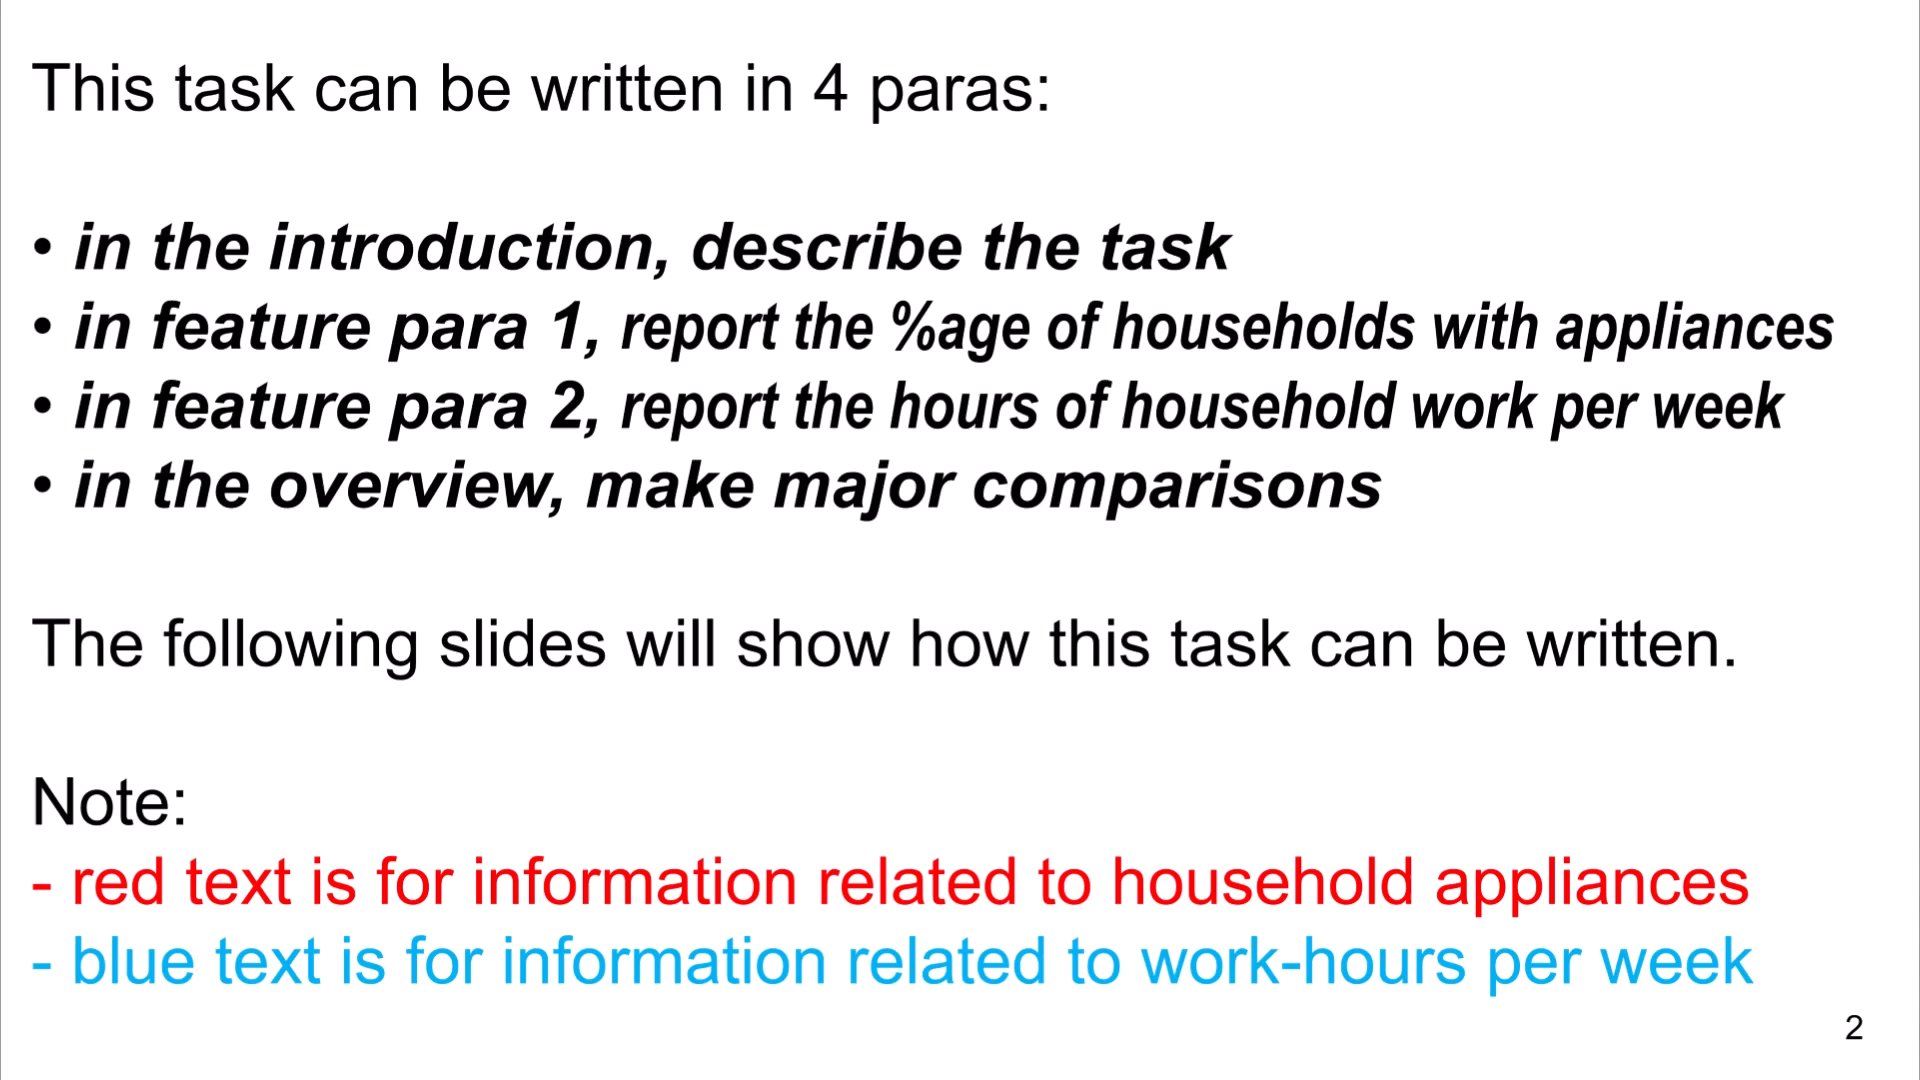 This task can be written in 4 paras:
• in the introduction, describe the task
• in feature para 1, report the %age of households with appliances
• in feature para 2, report the hours of household work per week
• in the overview, make major comparisons
The following slides will show how this task can be written.
Note:
- red text is for information related to household appliances
- blue text is for information related to work-hours per week
2